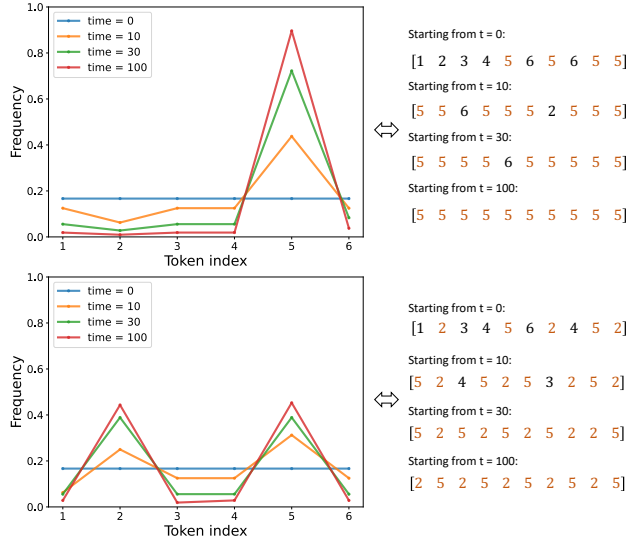 1.0
0.8
0.6
0.4
0.2
0.0
Frequency
time = 0
time = 10
time = 30
time = 100
1 2 3 4 5 6
Token index
Starting from t = 0:
[1 2 3 4 5 6 5 6 5 5]
Starting from t = 10:
[5 5 6 5 5 5 2 5 5 5]
Starting from t = 30:
[5 5 5 5 6 5 5 5 5 5]
Starting from t = 100:
[5 5 5 5 5 5 5 5 5 5]
1.0
0.8
0.6
0.4
0.2
0.0
Frequency
time = 0
time = 10
time = 30
time = 100
1 2 3 4 5 6
Token index
Starting from t = 0:
[1 2 3 4 5 6 2 4 5 2]
Starting from t = 10:
[5 2 4 5 2 5 3 2 5 2]
Starting from t = 30:
[5 2 5 2 5 2 5 2 2 5]
Starting from t = 100:
[2 5 2 5 2 5 2 5 2 5]